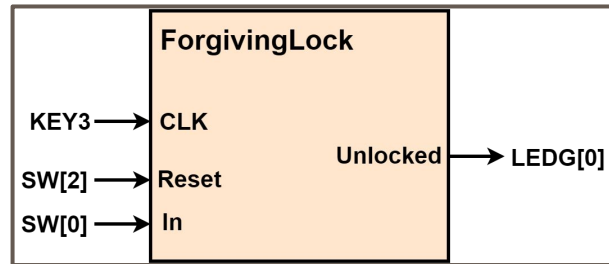 ForgivingLock
KEY3 CLK
Unlocked LEDG[0]
SW[2] Reset
SW[0] In